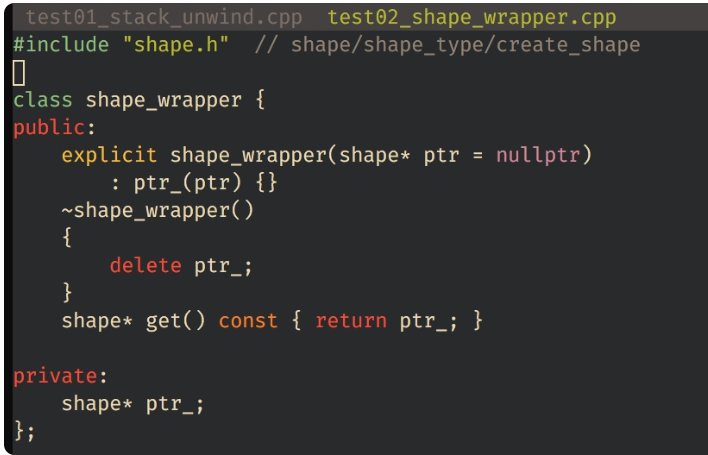 test01_stack_unwind.cpp  test02_shape_wrapper.cpp
#include "shape.h"  // shape/shape_type/create_shape
class shape_wrapper {
public:
    explicit shape_wrapper(shape* ptr = nullptr)
        : ptr_(ptr) {}
    ~shape_wrapper()
    {
        delete ptr_;
    }
    shape* get() const { return ptr_; }
private:
    shape* ptr_;
};